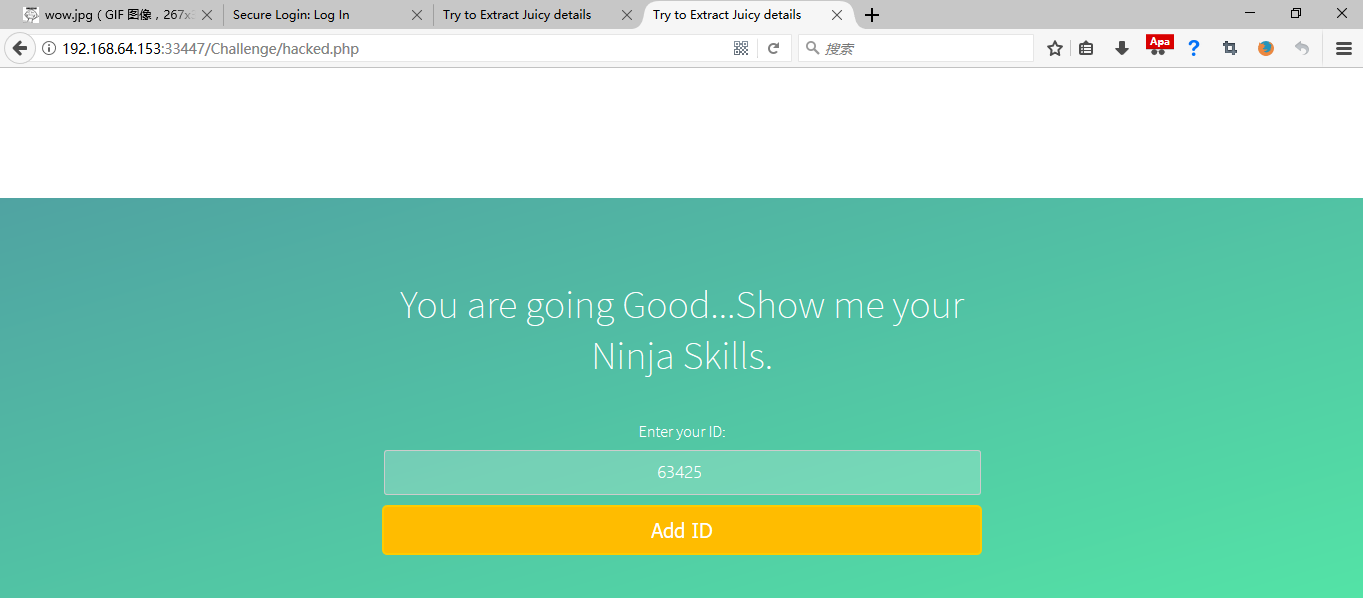 wow.jpg ( GIF 图像，267x
Secure Login: Log In
Try to Extract Juicy details
Try to Extract Juicy details
192.168.64.153:33447/Challenge/hacked.php
搜索
Apa
You are going Good...Show me your
Ninja Skills.
Enter your ID:
63425
Add ID